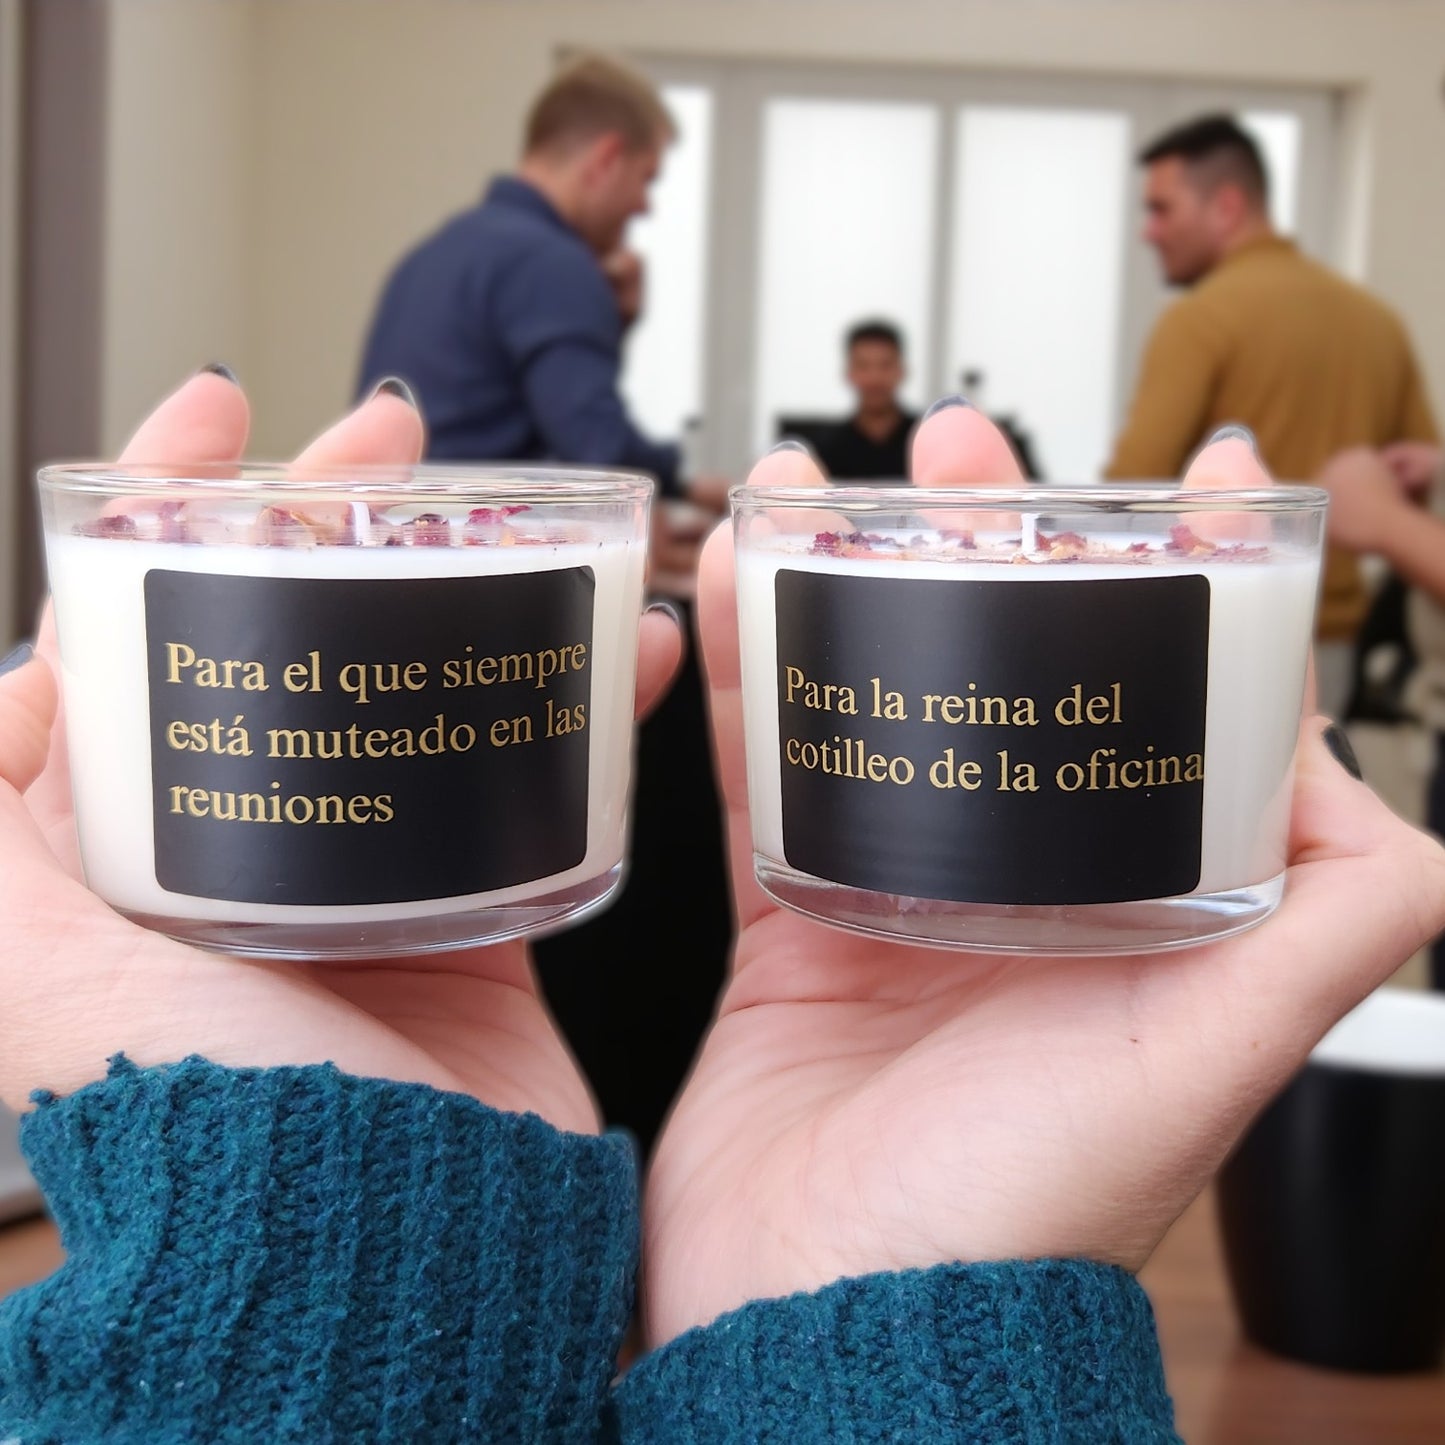 Para el que siempre
está muteado en las
reuniones
Para la reina del
cotilleo de la oficina